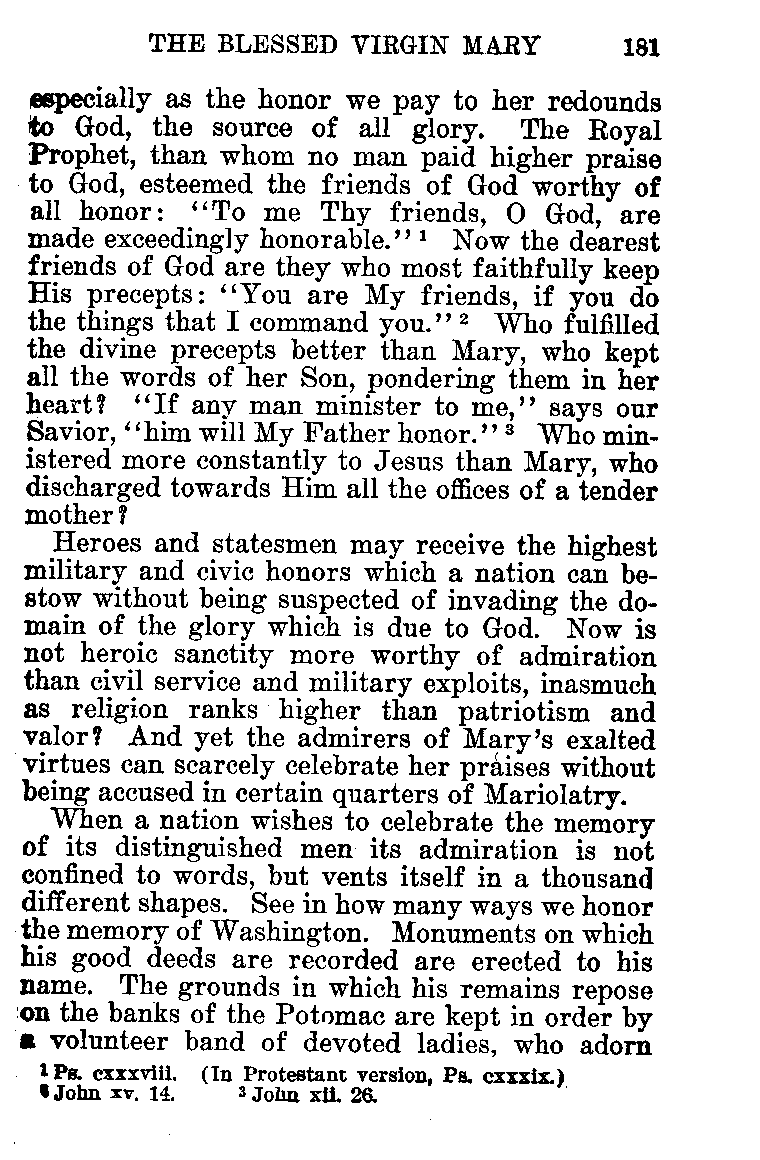 THE BLESSED VIRGIN MARY 181
especially as the honor we pay to her redounds
to God, the source of all glory. The Royal
Prophet, than whom no man paid higher praise
to God, esteemed the friends of God worthy of
all honor: "To me Thy friends, O God, are
made exceedingly honorable." ¹ Now the dearest
friends of God are they who most faithfully keep
His precepts: "You are My friends, if you do
the things that I command you." ² Who fulfilled
the divine precepts better than Mary, who kept
all the words of her Son, pondering them in her
heart? "If any man minister to me," says our
Savior, "him will My Father honor." ³ Who min-
istered more constantly to Jesus than Mary, who
discharged towards Him all the offices of a tender
mother?
Heroes and statesmen may receive the highest
military and civic honors which a nation can be-
stow without being suspected of invading the do-
main of the glory which is due to God. Now is
not heroic sanctity more worthy of admiration
than civil service and military exploits, inasmuch
as religion ranks higher than patriotism and
valor? And yet the admirers of Mary's exalted
virtues can scarcely celebrate her praises without
being accused in certain quarters of Mariolatry.
When a nation wishes to celebrate the memory
of its distinguished men its admiration is not
confined to words, but vents itself in a thousand
different shapes. See in how many ways we honor
the memory of Washington. Monuments on which
his good deeds are recorded are erected to his
name. The grounds in which his remains repose
on the banks of the Potomac are kept in order by
a volunteer band of devoted ladies, who adorn
¹ Ps. cxxxviii. (In Protestant version, Ps. cxxxix.)
² John xv. 14. ³ John xii. 26.